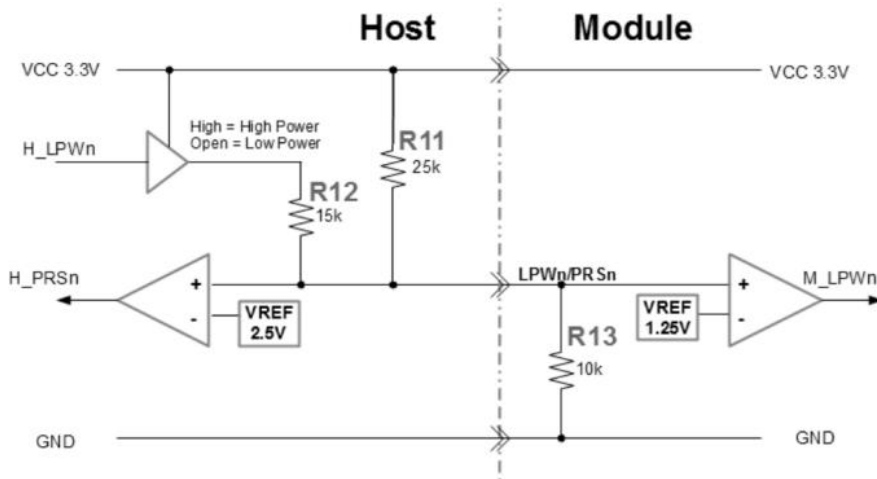 Host
Module
VCC 3.3V
VCC 3.3V
High = High Power
Open = Low Power
H_LPWn
R11
25k
R12
15k
H_PRSn
LPWn/PRSn
M_LPWn
+
-
VREF
2.5V
VREF
1.25V
+
-
R13
10k
GND
GND